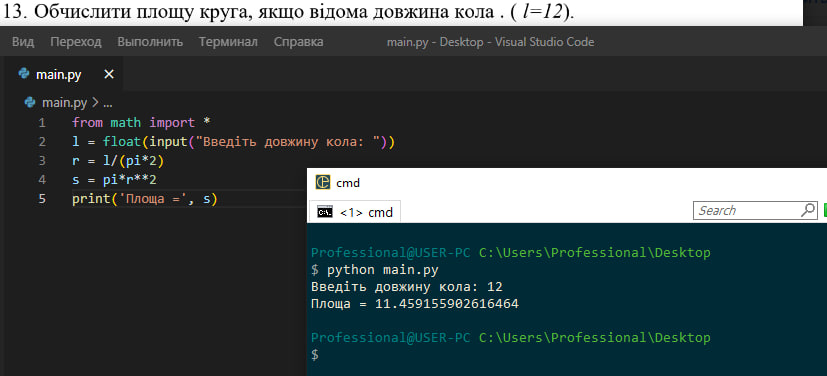 13. Обчислити площу круга, якщо відома довжина кола . ( l=12).
Вид Переход Выполнить Терминал Справка main.py - Desktop - Visual Studio Code
main.py ×
main.py > ...
1 from math import *
2 l = float(input("Введіть довжину кола: "))
3 r = l/(pi*2)
4 s = pi*r**2
5 print('Площа =', s)
cmd
<1> cmd Search
Professional@USER-PC C:\Users\Professional\Desktop
$ python main.py
Введіть довжину кола: 12
Площа = 11.459155902616464
Professional@USER-PC C:\Users\Professional\Desktop
$